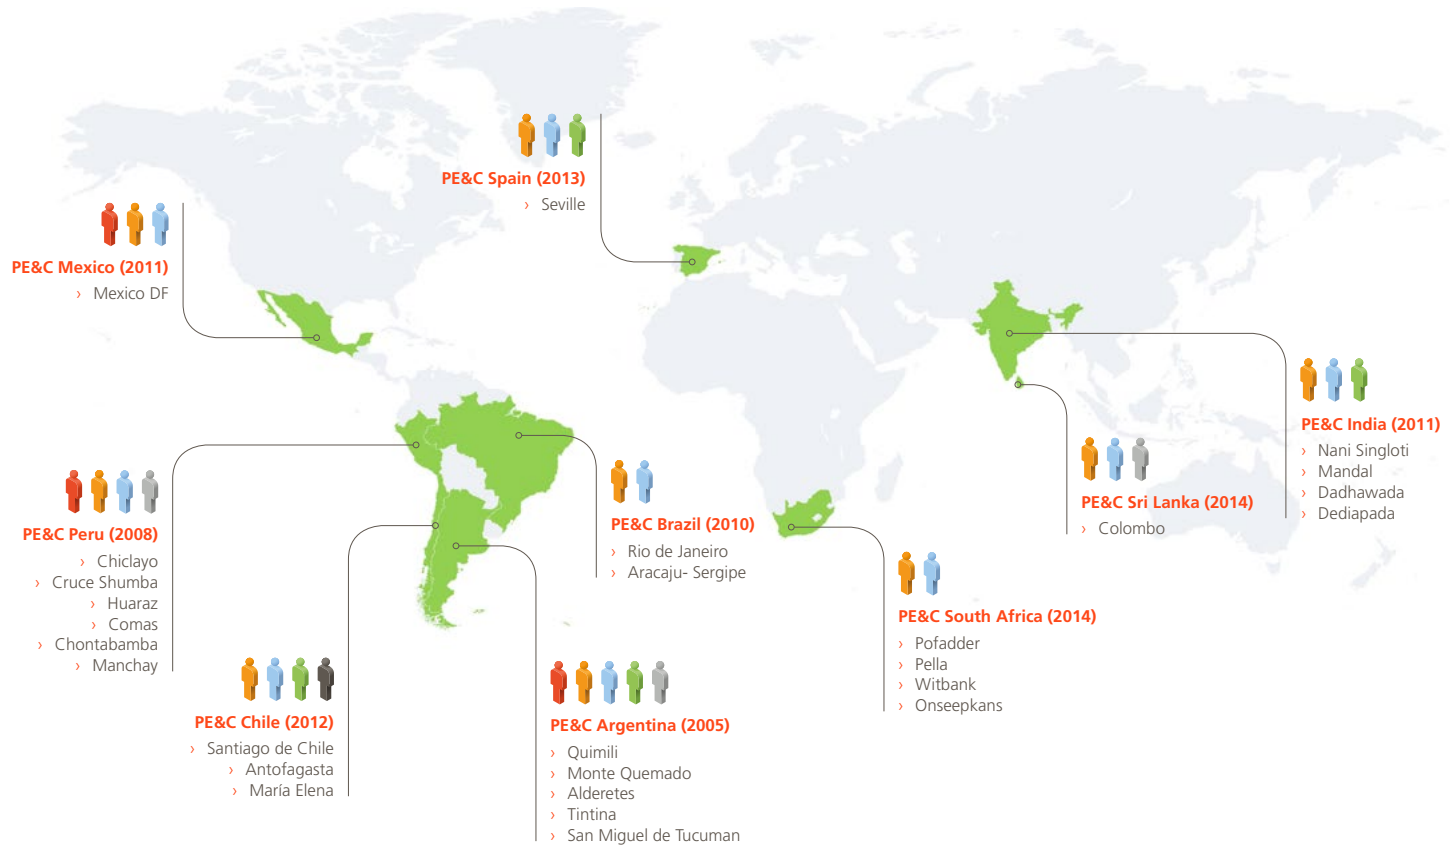 PE&C Spain (2013)
› Seville
PE&C Mexico (2011)
› Mexico DF
PE&C India (2011)
› Nani Singloti
› Mandal
› Dadhawada
› Dediapada
PE&C Sri Lanka (2014)
› Colombo
PE&C Peru (2008)
› Chiclayo
› Cruce Shumba
› Huaraz
› Comas
› Chontabamba
› Manchay
PE&C Brazil (2010)
› Rio de Janeiro
› Aracaju- Sergipe
PE&C South Africa (2014)
› Pofadder
› Pella
› Witbank
› Onseepkans
PE&C Chile (2012)
› Santiago de Chile
› Antofagasta
› María Elena
PE&C Argentina (2005)
› Quimili
› Monte Quemado
› Alderetes
› Tintina
› San Miguel de Tucuman